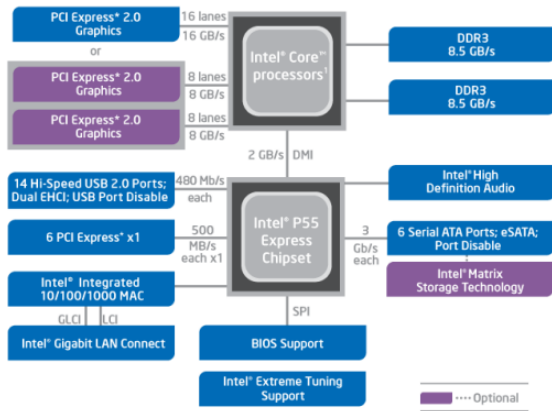 PCI Express* 2.0
Graphics
16 lanes
16 GB/s
or
PCI Express* 2.0
Graphics
8 lanes
8 GB/s
PCI Express* 2.0
Graphics
8 lanes
8 GB/s
Intel® Core™
processors¹
DDR3
8.5 GB/s
DDR3
8.5 GB/s
2 GB/s
DMI
14 Hi-Speed USB 2.0 Ports;
Dual EHCI; USB Port Disable
480 Mb/s
each
Intel® High
Definition Audio
6 PCI Express* x1
500
MB/s
each x1
Intel® P55
Express
Chipset
3
Gb/s
each
6 Serial ATA Ports; eSATA;
Port Disable
Intel® Matrix
Storage Technology
Intel® Integrated
10/100/1000 MAC
GLCI
LCI
SPI
Intel® Gigabit LAN Connect
BIOS Support
Intel® Extreme Tuning
Support
Optional